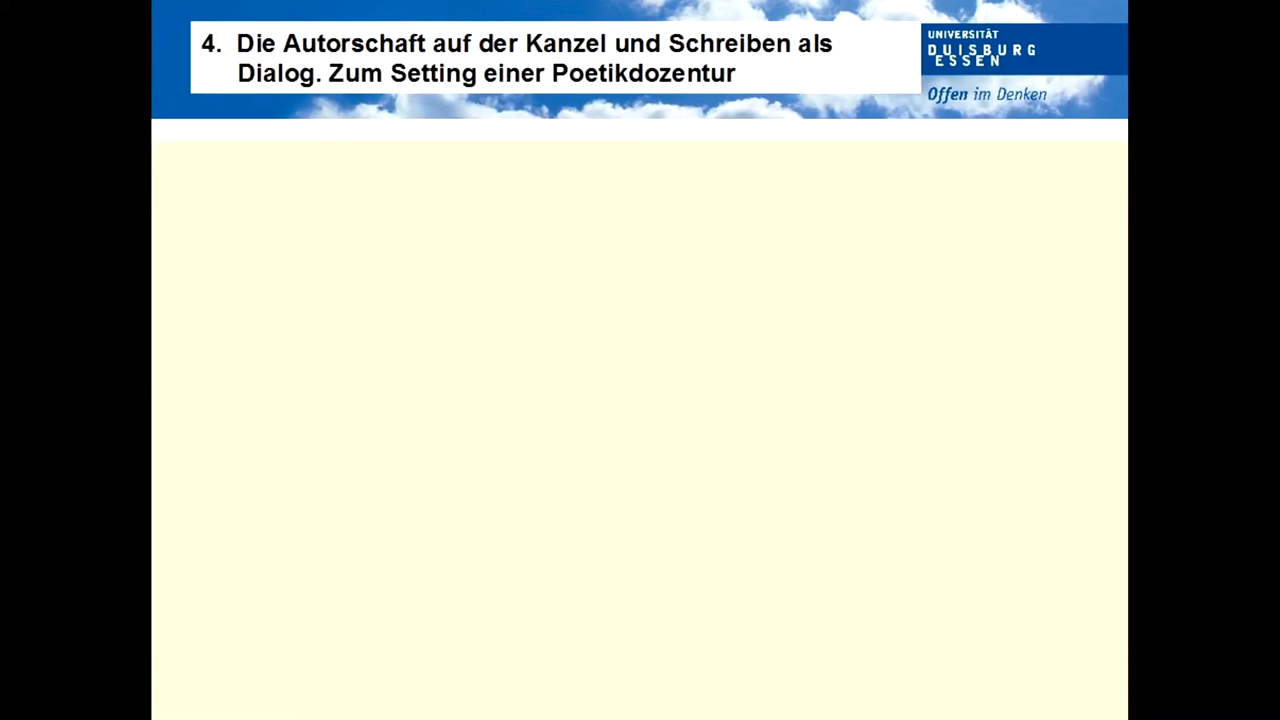 4. Die Autorschaft auf der Kanzel und Schreiben als
Dialog. Zum Setting einer Poetikdozentur
UNIVERSITÄT
DUISBURG
ESSEN
Offen im Denken